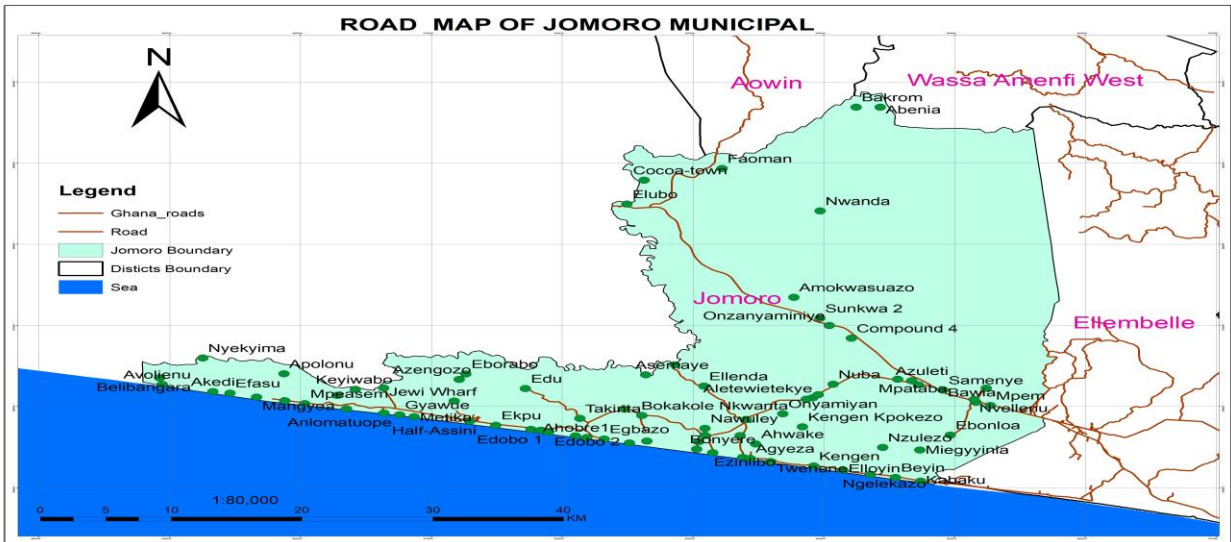 ROAD MAP OF JOMORO MUNICIPAL
N
Aowin
Wassa Amenfi West
Bakrom
Abenia
Faoman
Cocoa-town
Elubo
Nwanda
Legend
Ghana_roads
Road
Jomoro Boundary
Disticts Boundary
Sea
Amokwasuazo
Jomoro
Sunkwa 2
Onzanyaminiye
Compound 4
Ellembelle
Nyekyima
Apolonu
Avolienu
Belibangara
Akedi
Efasu
Keyiwabo
Mpeasem
Mangyea
Anlomatuope
Azengozo
Eborabo
Jewi Wharf
Gyawue
Metika
Half-Assini
Edu
Ekpu
Edobo 1
Asemaye
Ellenda
Aletewietekye
Takinta
Bokakole
Nkwanta
Ahobre1
Egbazo
Edobo 2
Nawuley
Bonyere
Ahwake
Agyeza
Ezinlibo
Nuba
Azuleti
Mpataba
Samenye
Bawia
Mpem
Nvellenu
Onyamiyan
Kengen
Kpokezo
Ebonloa
Nzulezo
Miegyyinla
Kengen
Twenene
Elloyin
Beyin
Kabaku
Ngelekazo
1:80,000
0 5 10 20 30 40
KM